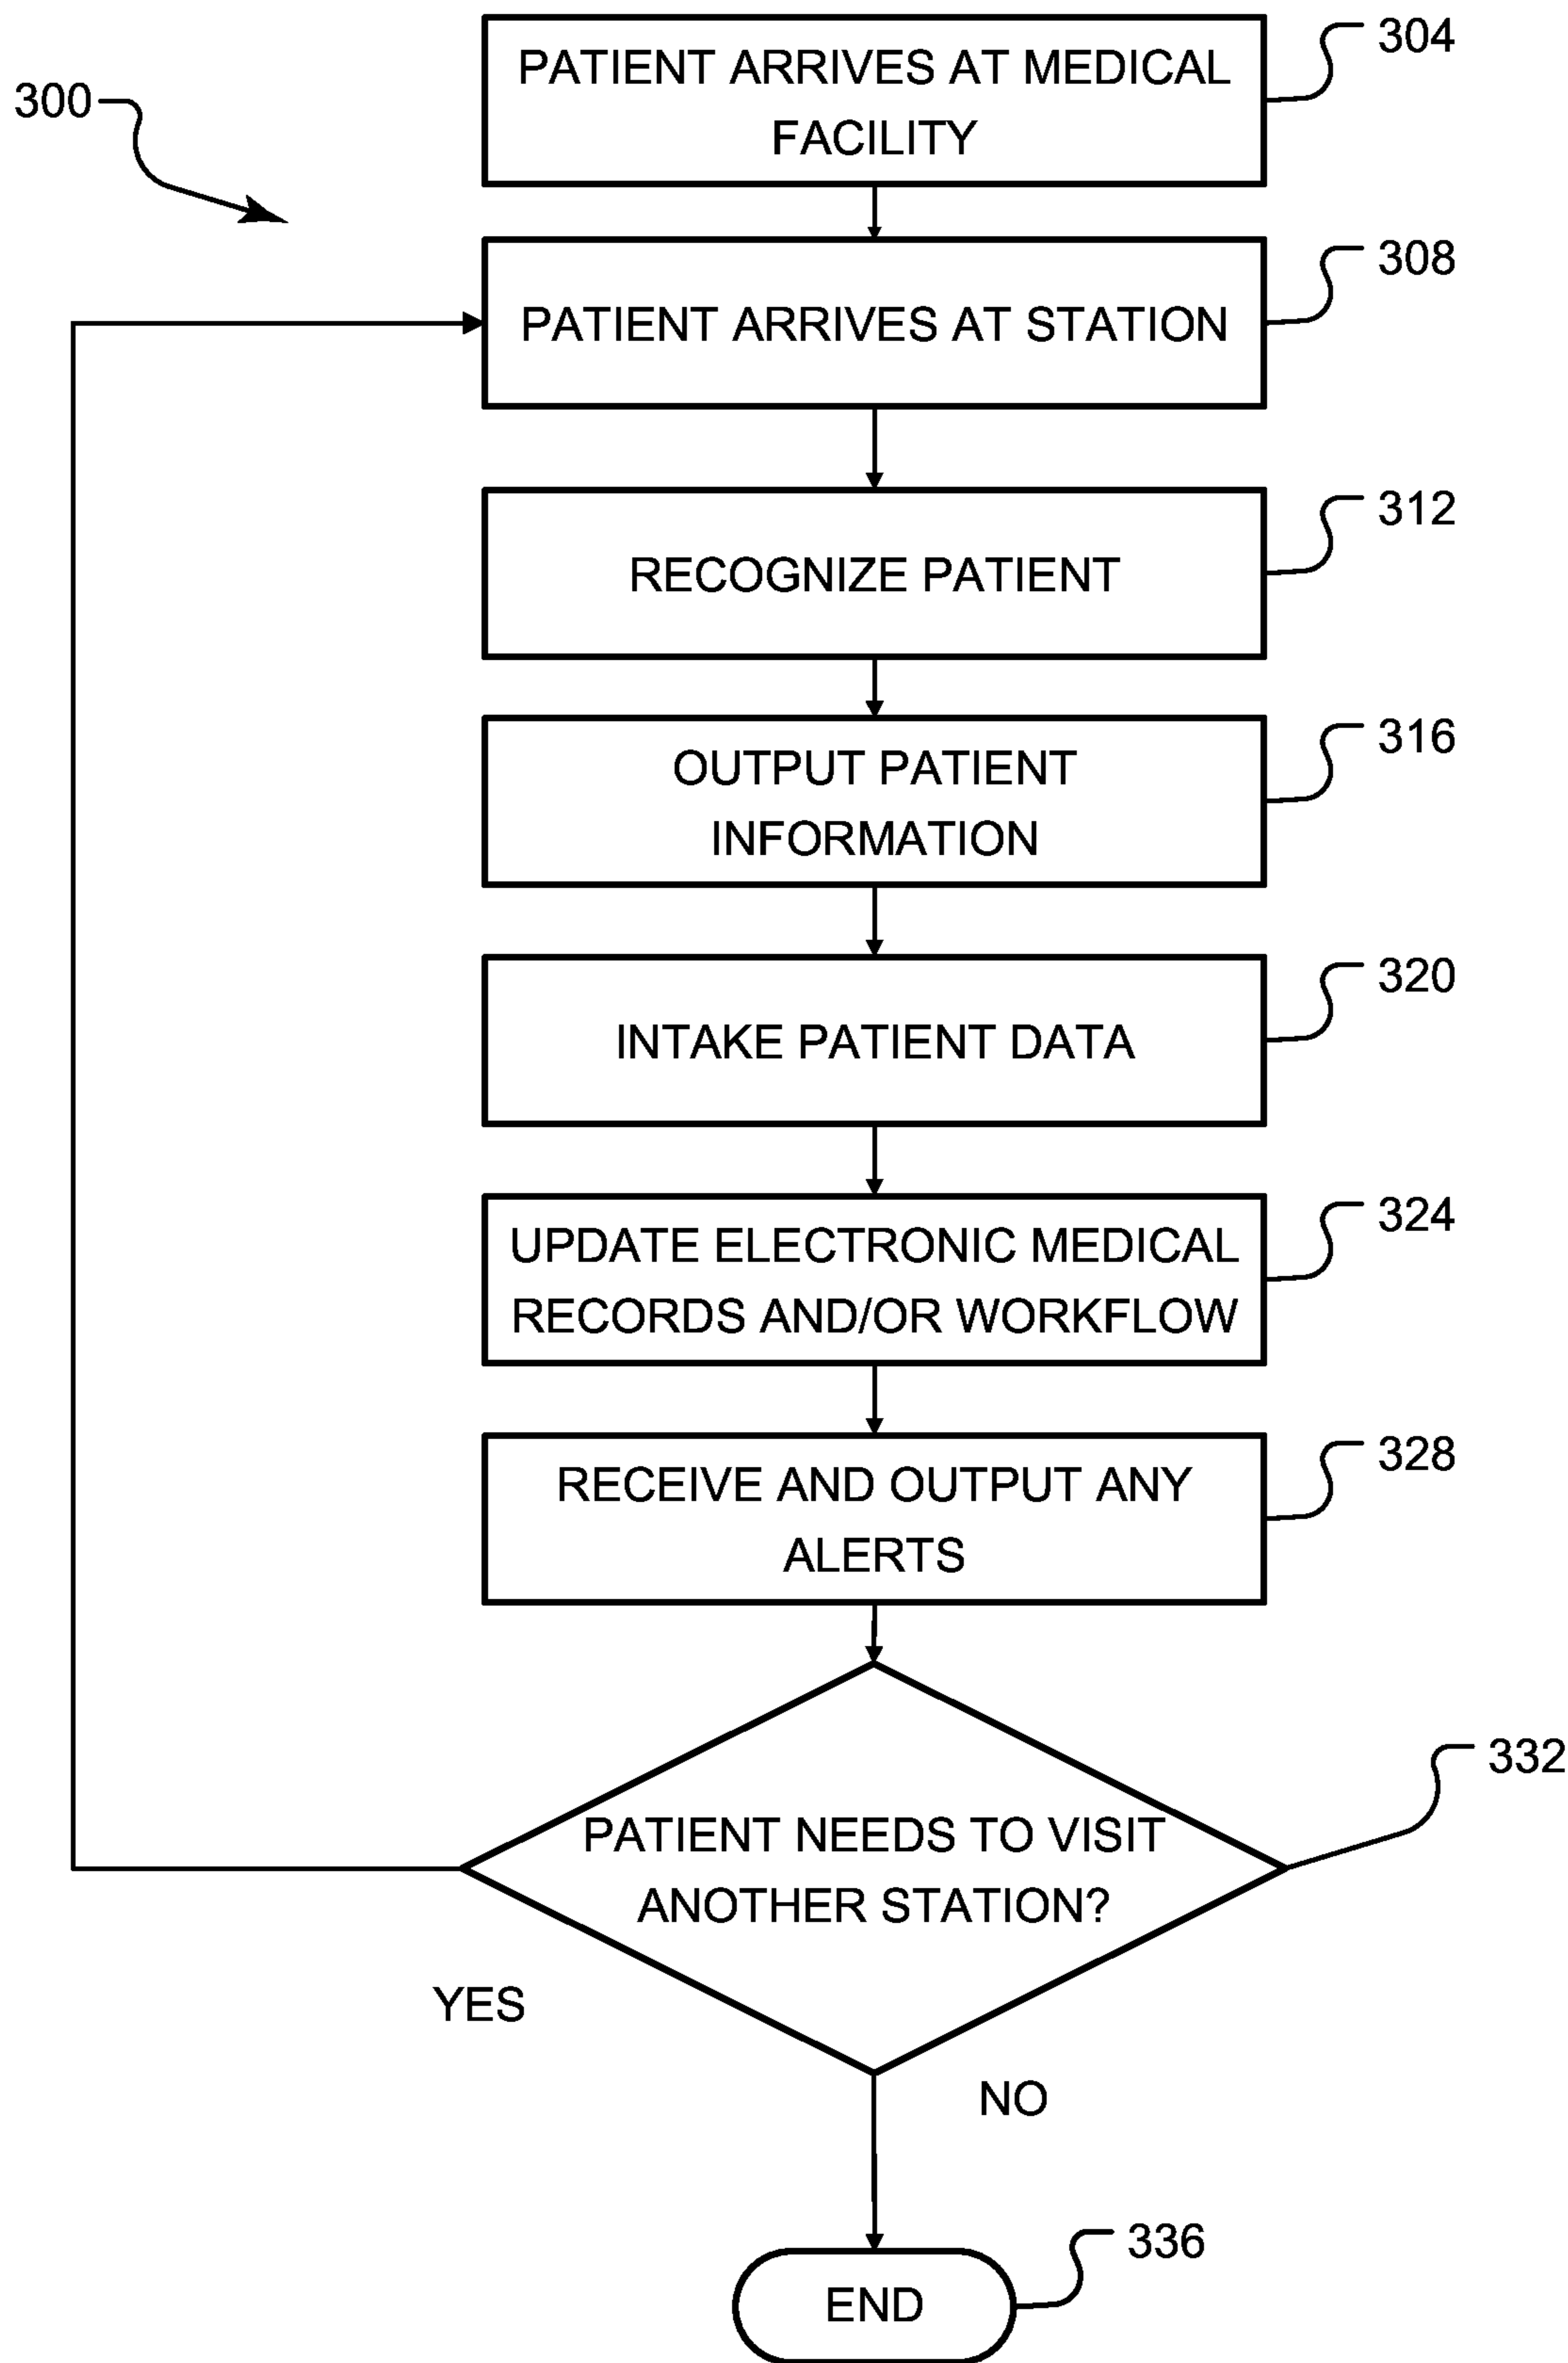 300
PATIENT ARRIVES AT MEDICAL
FACILITY
304
PATIENT ARRIVES AT STATION
308
RECOGNIZE PATIENT
312
OUTPUT PATIENT
INFORMATION
316
INTAKE PATIENT DATA
320
UPDATE ELECTRONIC MEDICAL
RECORDS AND/OR WORKFLOW
324
RECEIVE AND OUTPUT ANY
ALERTS
328
PATIENT NEEDS TO VISIT
ANOTHER STATION?
332
YES
NO
END
336